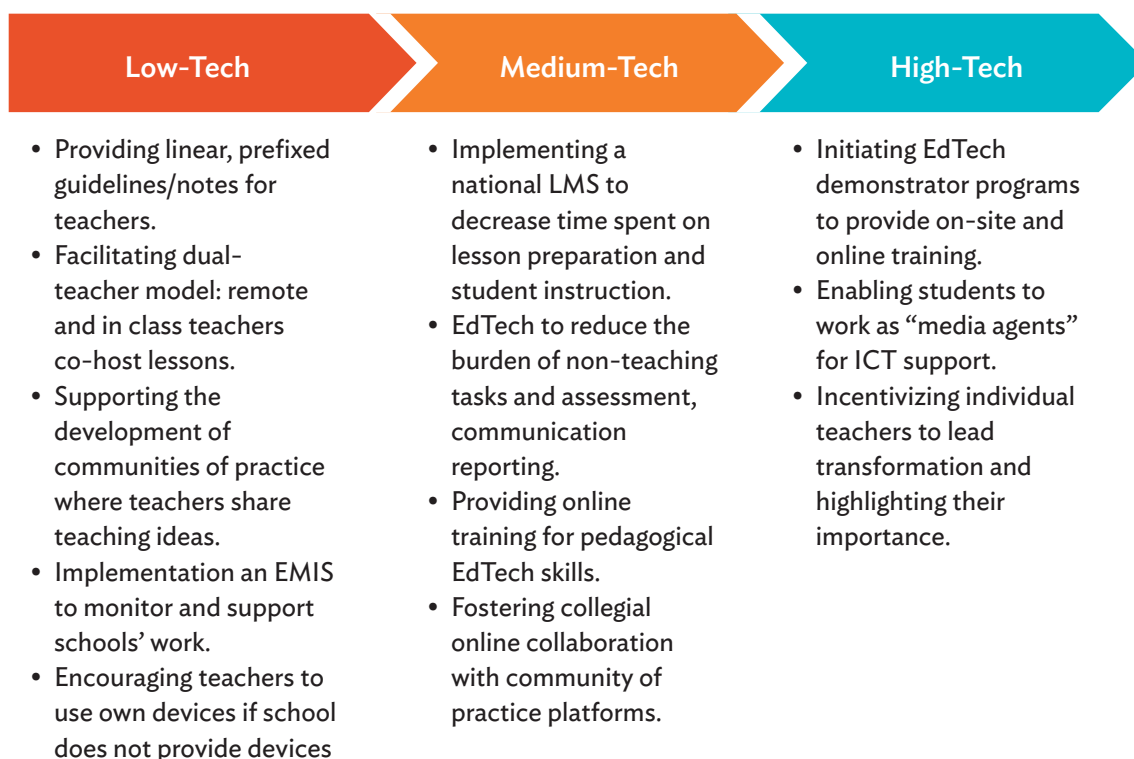 Low-Tech
Medium-Tech
High-Tech
• Providing linear, prefixed
guidelines/notes for
teachers.
• Facilitating dual-
teacher model: remote
and in class teachers
co-host lessons.
• Supporting the
development of
communities of practice
where teachers share
teaching ideas.
• Implementation an EMIS
to monitor and support
schools’ work.
• Encouraging teachers to
use own devices if school
does not provide devices
• Implementing a
national LMS to
decrease time spent on
lesson preparation and
student instruction.
• EdTech to reduce the
burden of non-teaching
tasks and assessment,
communication
reporting.
• Providing online
training for pedagogical
EdTech skills.
• Fostering collegial
online collaboration
with community of
practice platforms.
• Initiating EdTech
demonstrator programs
to provide on-site and
online training.
• Enabling students to
work as “media agents”
for ICT support.
• Incentivizing individual
teachers to lead
transformation and
highlighting their
importance.